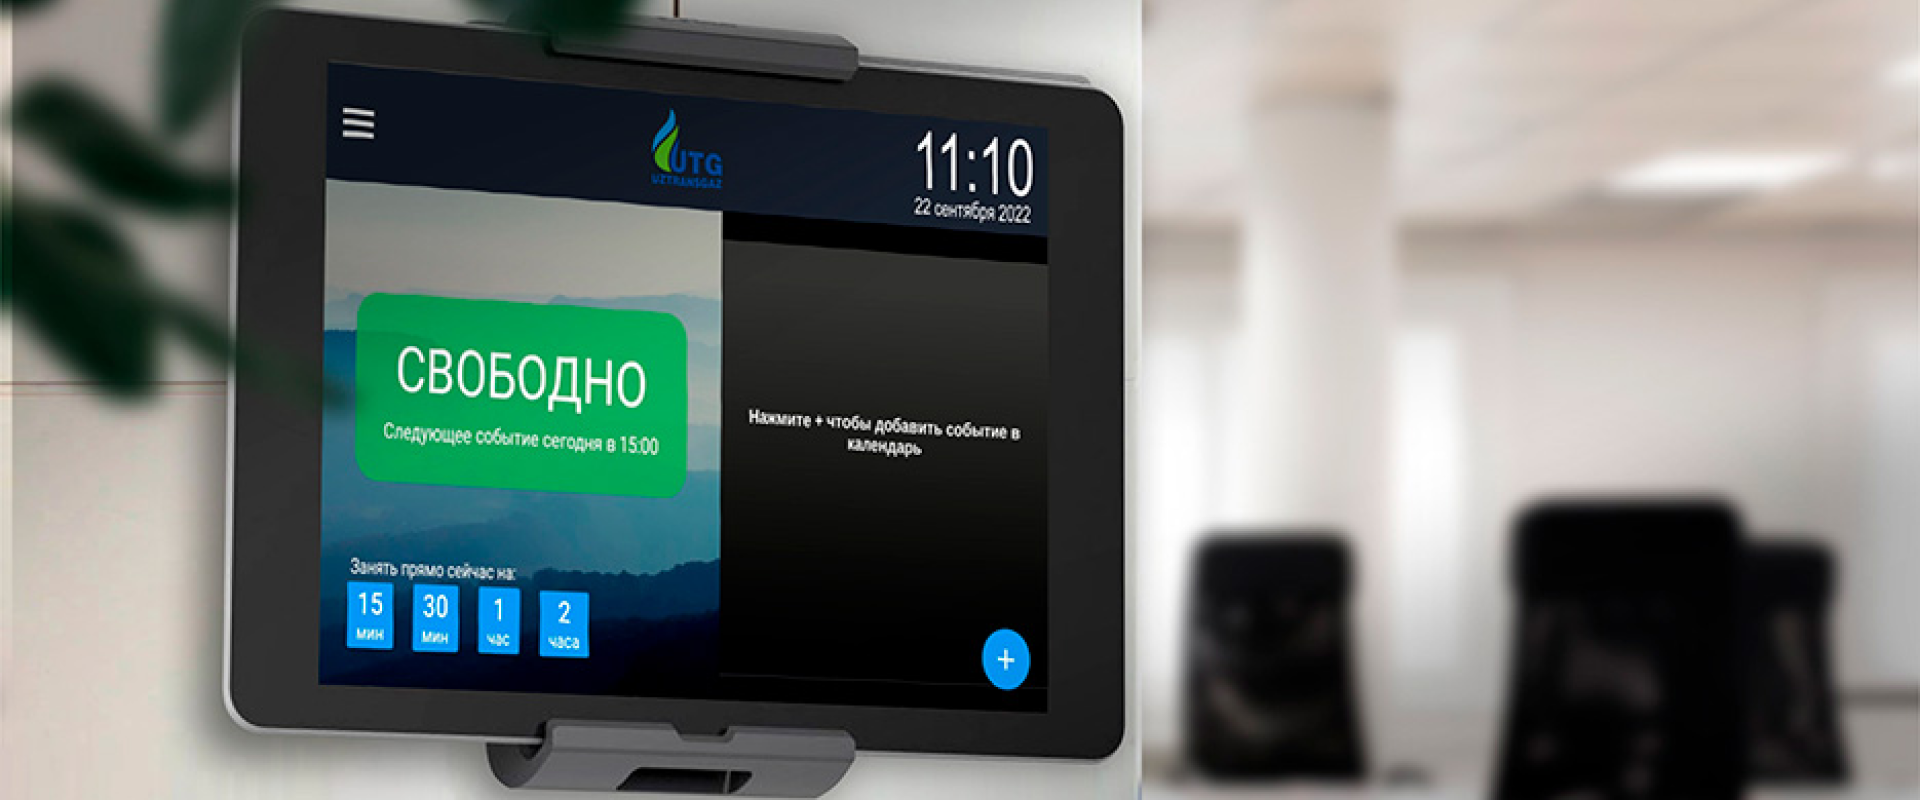 UTG
UZTRANSGAZ
11:10
22 сентября 2022
СВОБОДНО
Следующее событие сегодня в 15:00
Нажмите + чтобы добавить событие в
календарь
Занять прямо сейчас на:
15
мин
30
мин
1
час
2
часа
+